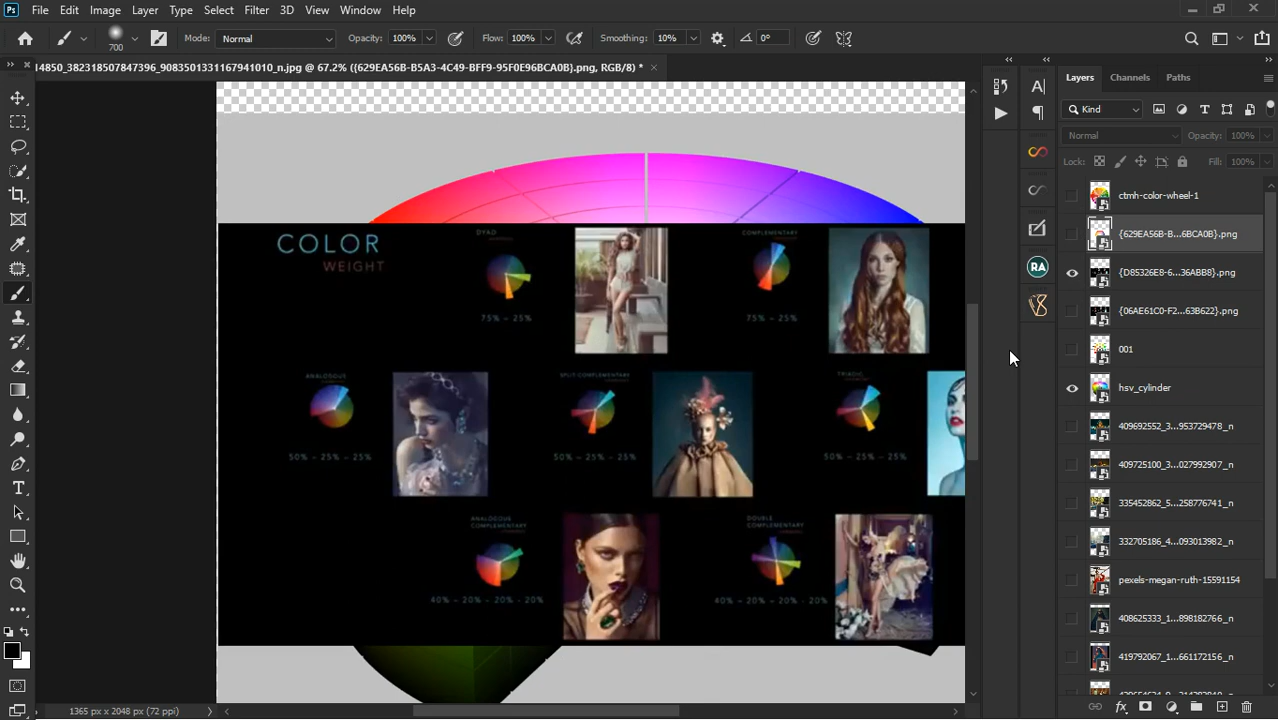 Ps File Edit Image Layer Type Select Filter 3D View Window Help
700 Mode: Normal Opacity: 100% Flow: 100% Smoothing: 10% 0°
14850_382318507847396_9083501331167941010_n.jpg @ 67.2% ({629EA56B-B5A3-4C49-BFF9-95F0E96BCA0B}.png, RGB/8) *
Layers Channels Paths
Kind
Normal Opacity: 100%
Lock: Fill: 100%
ctmh-color-wheel-1
{629EA56B-B...6BCA0B}.png
{D85326E8-6...36ABB8}.png
{06AE61C0-F2...63B622}.png
001
hsv_cylinder
409832552_3...953729478_n
409725100_3...027992907_n
335452862_5...258776741_n
332705186_4...093013982_n
pexels-megan-ruth-15591154
408625333_1...898182766_n
419792067_1...661172156_n
RA
COLOR
WEIGHT
DYAD
75% – 25%
COMPLEMENTARY
75% – 25%
ANALOGOUS
50% – 25% – 25%
SPLIT COMPLEMENTARY
50% – 25% – 25%
TRIADIC
50% – 25% – 25%
ANALOGOUS
COMPLEMENTARY
40% – 20% – 20% – 20%
DOUBLE
COMPLEMENTARY
40% – 20% – 20% – 20%
1365 px x 2048 px (72 ppi)